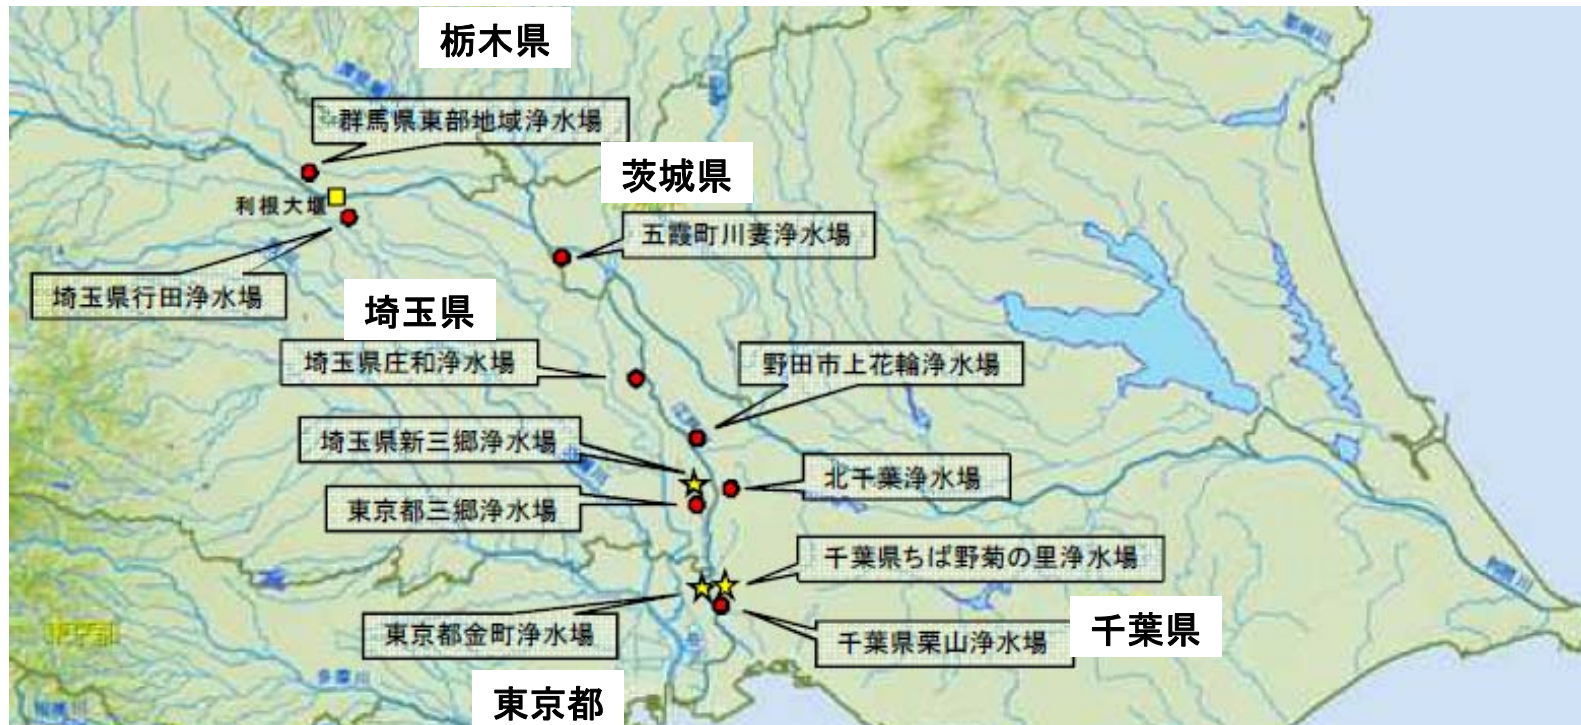 栃木県
群馬県東部地域浄水場
茨城県
利根大堰
五霞町川妻浄水場
埼玉県行田浄水場
埼玉県
埼玉県庄和浄水場
野田市上花輪浄水場
埼玉県新三郷浄水場
北千葉浄水場
東京都三郷浄水場
千葉県ちば野菊の里浄水場
東京都金町浄水場
千葉県栗山浄水場
千葉県
多摩川
東京都